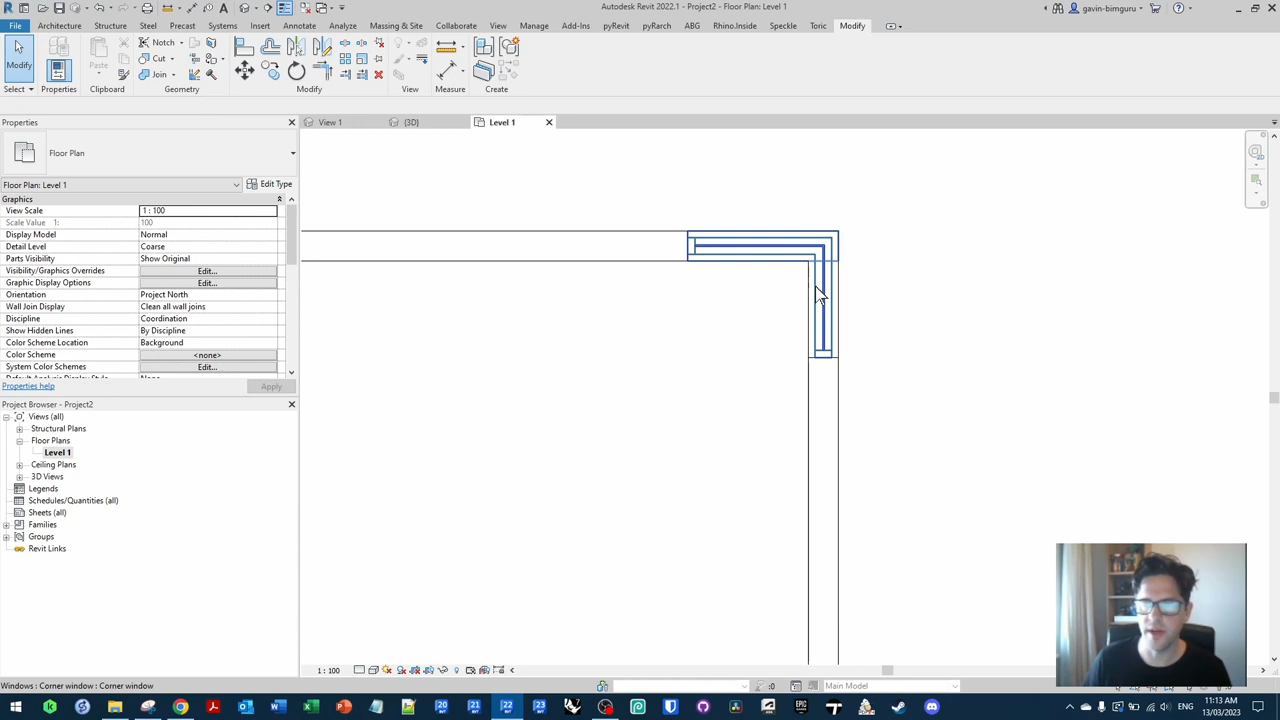 Autodesk Revit 2022.1 - Project2 - Floor Plan: Level 1
gavin-bimguru
File Architecture Structure Steel Precast Systems Insert Annotate Analyze Massing & Site Collaborate View Manage Add-Ins pyRevit pyRarch ABG Rhino.Inside Speckle Toric Modify
Modify
Paste
Notch
Cut
Join
Select Properties Clipboard Geometry Modify View Measure Create
Properties
View 1
{3D}
Level 1
Floor Plan
Floor Plan: Level 1
Edit Type
Graphics
View Scale 1 : 100
Scale Value 1: 100
Display Model Normal
Detail Level Coarse
Parts Visibility Show Original
Visibility/Graphics Overrides Edit...
Graphic Display Options Edit...
Orientation Project North
Wall Join Display Clean all wall joins
Discipline Coordination
Show Hidden Lines By Discipline
Color Scheme Location Background
Color Scheme <none>
System Color Schemes Edit...
Default Analysis Display Style None
Properties help
Apply
Project Browser - Project2
Views (all)
Structural Plans
Floor Plans
Level 1
Ceiling Plans
3D Views
Legends
Schedules/Quantities (all)
Sheets (all)
Families
Groups
Revit Links
1 : 100
Windows : Corner window : Corner window
:0
Main Model
ENG
11:13 AM
13/03/2023